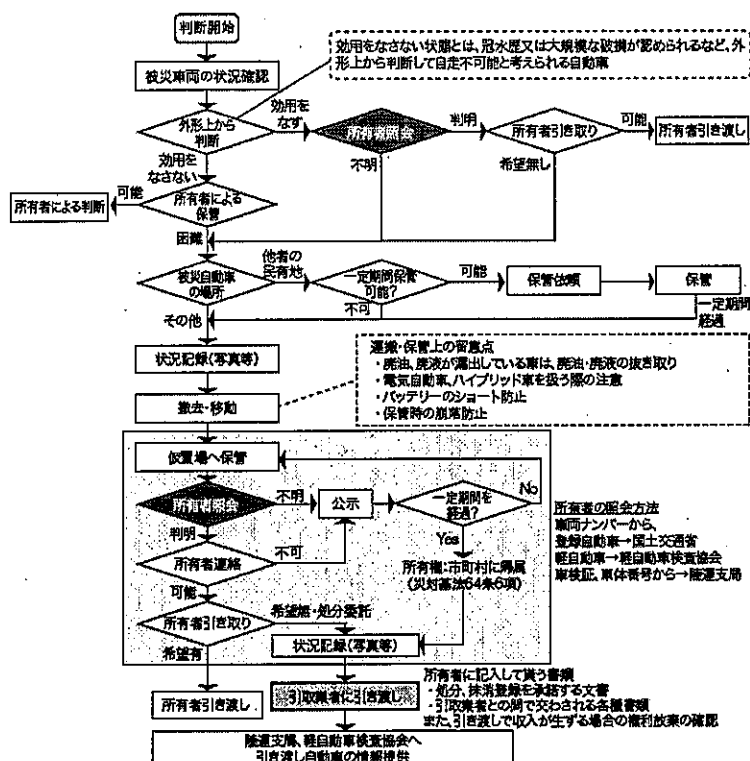 判断開始
効用をなさない状態とは、冠水歴又は大規模な破損が認められるなど、外
形上から判断して自走不可能と考えられる自動車
被災車両の状況確認
外形上から
判断
効用を
なす
所有者照会
判明
所有者引き取り
可能
所有者引き渡し
効用を
なさない
不明
希望無し
所有者による判断
可能
所有者による
保管
困難
被災自動車
の場所
他者の
民有地
一定期間保管
可能?
可能
保管依頼
保管
不可
一定期間
経過
その他
状況記録(写真等)
運搬・保管上の留意点
・廃油、廃液が漏出している車は、廃油・廃液の抜き取り
・電気自動車、ハイブリッド車を扱う際の注意
・バッテリーのショート防止
・保管時の崩落防止
撤去・移動
仮置場へ保管
No
所有者照会
不明
公示
一定期間を
経過?
判明
Yes
所有者の照会方法
車両ナンバーから、
登録自動車→国土交通省
軽自動車→軽自動車検査協会
車検証、車体番号から→陸運支局
所有者連絡
不可
所有権:市町村に帰属
(災対基法64条6項)
可能
所有者引き取り
希望無・処分委託
状況記録(写真等)
希望有
所有者引き渡し
引取業者に引き渡し
所有者に記入して貰う書類
・処分、抹消登録を承諾する文書
・引取業者との間で交わされる各種書類
また、引き渡しで収入が生ずる場合の権利放棄の確認
陸運支局、軽自動車検査協会へ
引き渡し自動車の情報提供